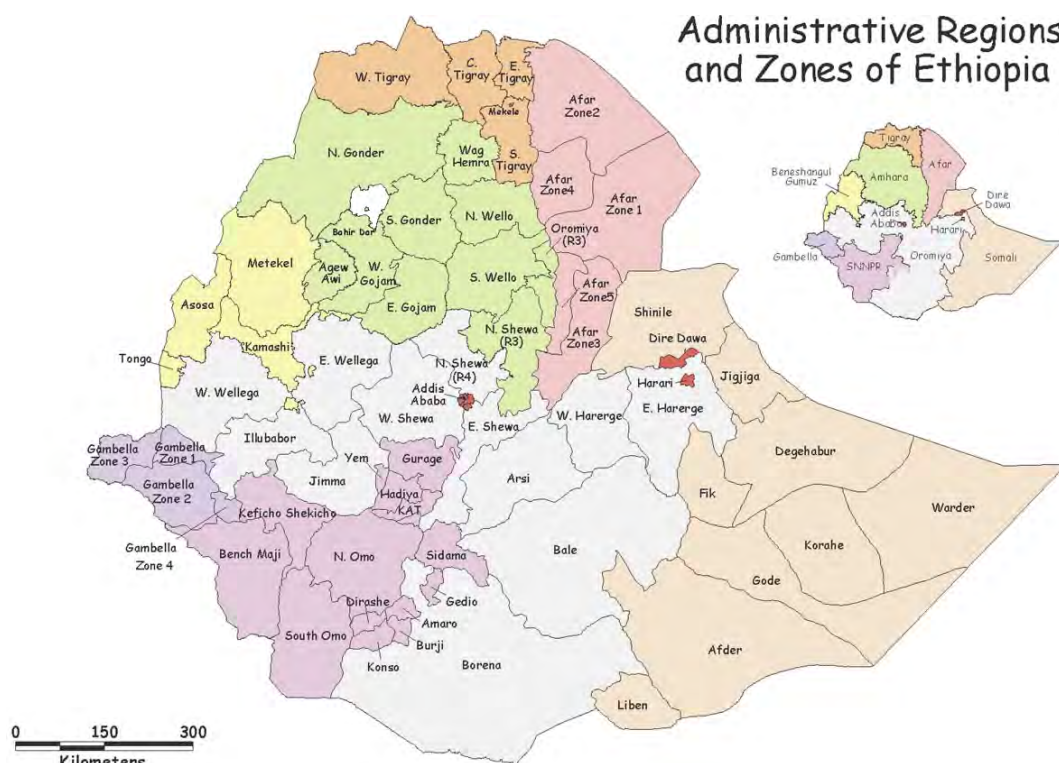 Administrative Regions
and Zones of Ethiopia
W. Tigray
C.
Tigray
E.
Tigray
Mekele
S.
Tigray
Afar
Zone2
N. Gonder
Wag
Hemra
Afar
Zone4
Afar
Zone 1
S. Gonder
N. Wello
Bahir Dar
Oromiya
(R3)
Metekel
Agew
Awi
W.
Gojam
S. Wello
Afar
Zone5
E. Gojam
Asosa
Shinile
N. Shewa
(R3)
Afar
Zone3
Dire Dawa
Kamashi
Tongo
E. Wellega
N. Shewa
(R4)
Jigjiga
Harari
W. Wellega
Addis
Ababa
W. Shewa
E. Shewa
W. Harerge
E. Harerge
Illubabor
Gambella
Zone 3
Gambella
Zone 1
Yem
Gurage
Degehabur
Gambella
Zone 2
Jimma
Arsi
Hadiya
KAT
Fik
Keficho Shekicho
Warder
Gambella
Zone 4
Bench Maji
N. Omo
Sidama
Bale
Korahe
Gode
Gedio
Dirashe
Amaro
South Omo
Burji
Konso
Borena
Afder
Liben
Tigray
Afar
Beneshangul
Gumuz
Amhara
Dire
Dawa
Addis
Ababa
Harari
Gambella
SNNPR
Oromiya
Somali
0 150 300
Kilometers